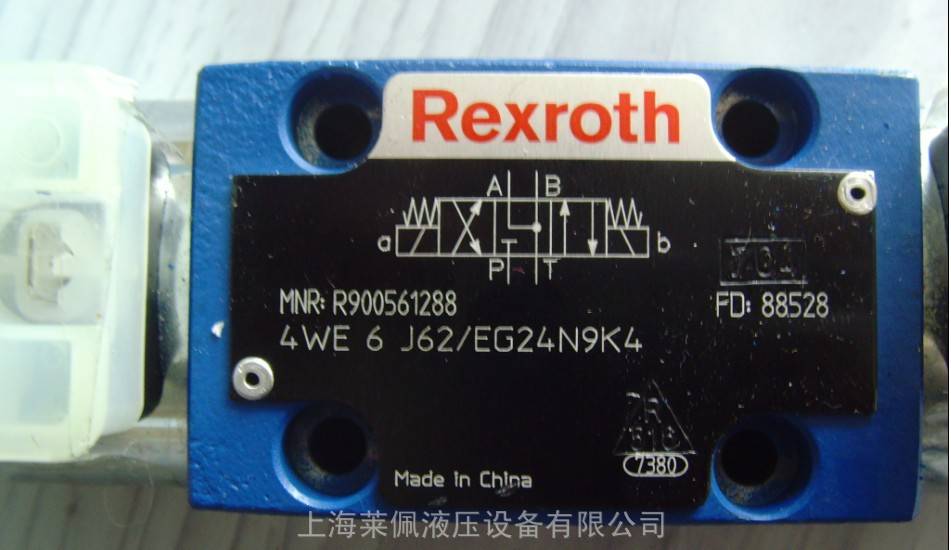 Rexroth
A B
a b
P T
T
MNR: R900561288
FD: 88528
4WE 6 J62/EG24N9K4
7380
Made in China
上海莱佩液压设备有限公司